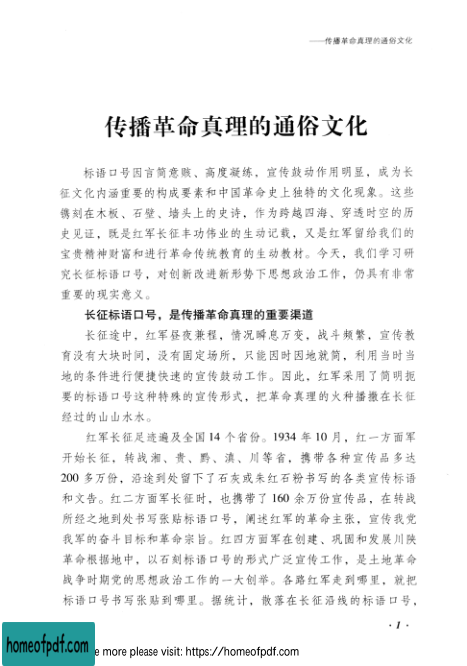 ——传播革命真理的通俗文化
传播革命真理的通俗文化
标语口号因言简意赅、高度凝练，宣传鼓动作用明显，成为长
征文化内涵重要的构成要素和中国革命史上独特的文化现象。这些
镌刻在木板、石壁、墙头上的史诗，作为跨越四海、穿透时空的历
史见证，既是红军长征丰功伟业的生动记载，又是红军留给我们的
宝贵精神财富和进行革命传统教育的生动教材。今天，我们学习研
究长征标语口号，对创新改进新形势下思想政治工作，仍具有非常
重要的现实意义。
长征标语口号，是传播革命真理的重要渠道
长征途中，红军昼夜兼程，情况瞬息万变，战斗频繁，宣传教
育没有大块时间，没有固定场所，只能因时因地就简，利用当时当
地的条件进行便捷快速的宣传鼓动工作。因此，红军采用了简明扼
要的标语口号这种特殊的宣传形式，把革命真理的火种播撒在长征
经过的山山水水。
红军长征足迹遍及全国 14 个省份。1934 年 10 月，红一方面军
开始长征，转战湘、贵、黔、滇、川等省，携带各种宣传品多达
200 多万份，沿途到处留下了石灰或朱红石粉书写的各类宣传标语
和文告。红二方面军长征时，也携带了 160 余万份宣传品，在转战
所经之地到处书写张贴标语口号，阐述红军的革命主张，宣传我党
我军的奋斗目标和革命宗旨。红四方面军在创建、巩固和发展川陕
革命根据地中，以石刻标语口号的形式广泛宣传工作，是土地革命
战争时期党的思想政治工作的一大创举。各路红军走到哪里，就把
标语口号书写张贴到哪里。据统计，散落在长征沿线的标语口号，
· 1 ·
homeofpdf.com
e more please visit: https://homeofpdf.com